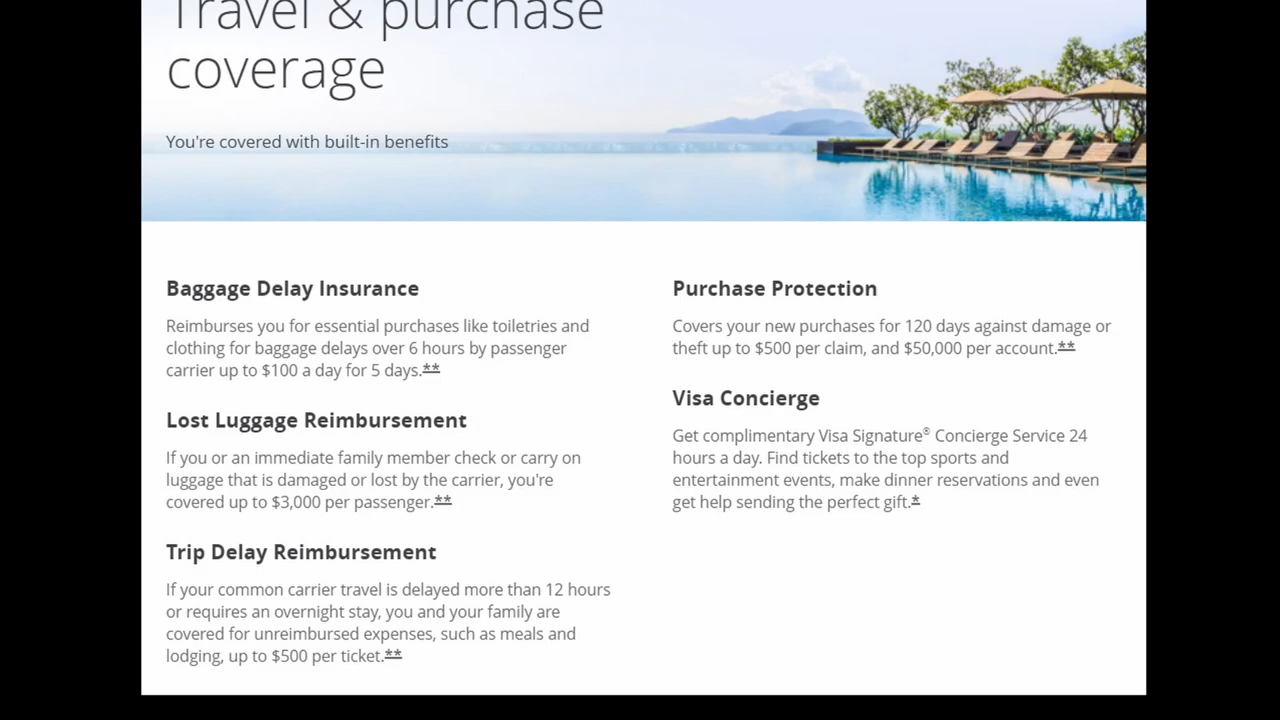 Travel & purchase
coverage
You're covered with built-in benefits
Baggage Delay Insurance
Reimburses you for essential purchases like toiletries and
clothing for baggage delays over 6 hours by passenger
carrier up to $100 a day for 5 days.**
Lost Luggage Reimbursement
If you or an immediate family member check or carry on
luggage that is damaged or lost by the carrier, you're
covered up to $3,000 per passenger.**
Trip Delay Reimbursement
If your common carrier travel is delayed more than 12 hours
or requires an overnight stay, you and your family are
covered for unreimbursed expenses, such as meals and
lodging, up to $500 per ticket.**
Purchase Protection
Covers your new purchases for 120 days against damage or
theft up to $500 per claim, and $50,000 per account.**
Visa Concierge
Get complimentary Visa Signature® Concierge Service 24
hours a day. Find tickets to the top sports and
entertainment events, make dinner reservations and even
get help sending the perfect gift.*